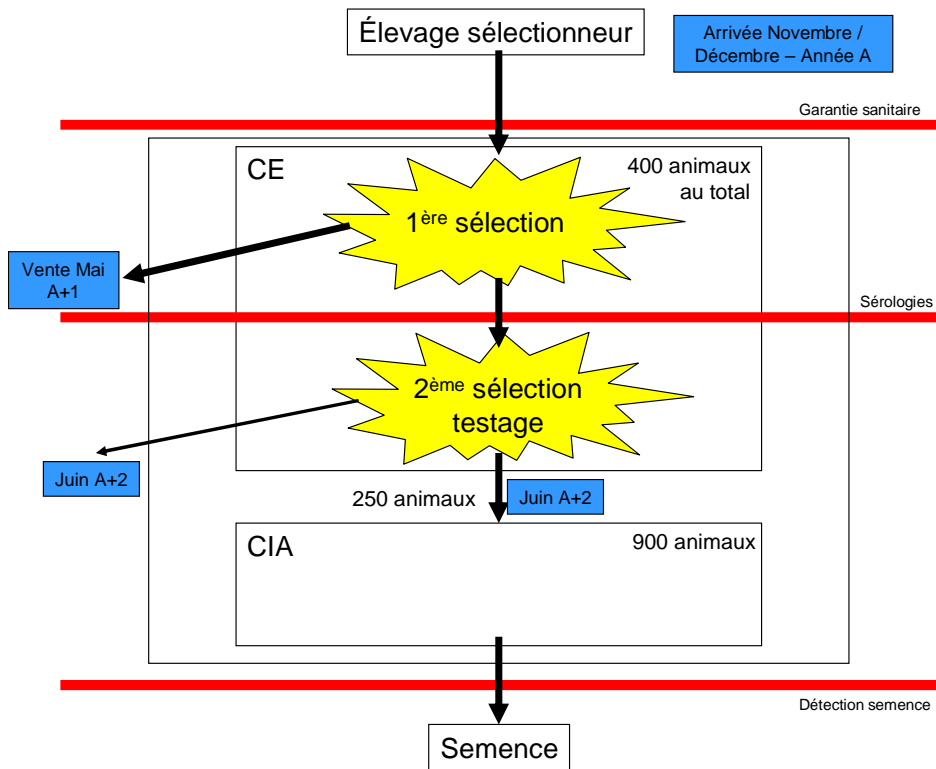 Élevage sélectionneur
Arrivée Novembre /
Décembre – Année A
Garantie sanitaire
CE
400 animaux
au total
1ère sélection
Vente Mai
A+1
Sérologies
2ème sélection
testage
Juin A+2
250 animaux
Juin A+2
CIA
900 animaux
Détection semence
Semence